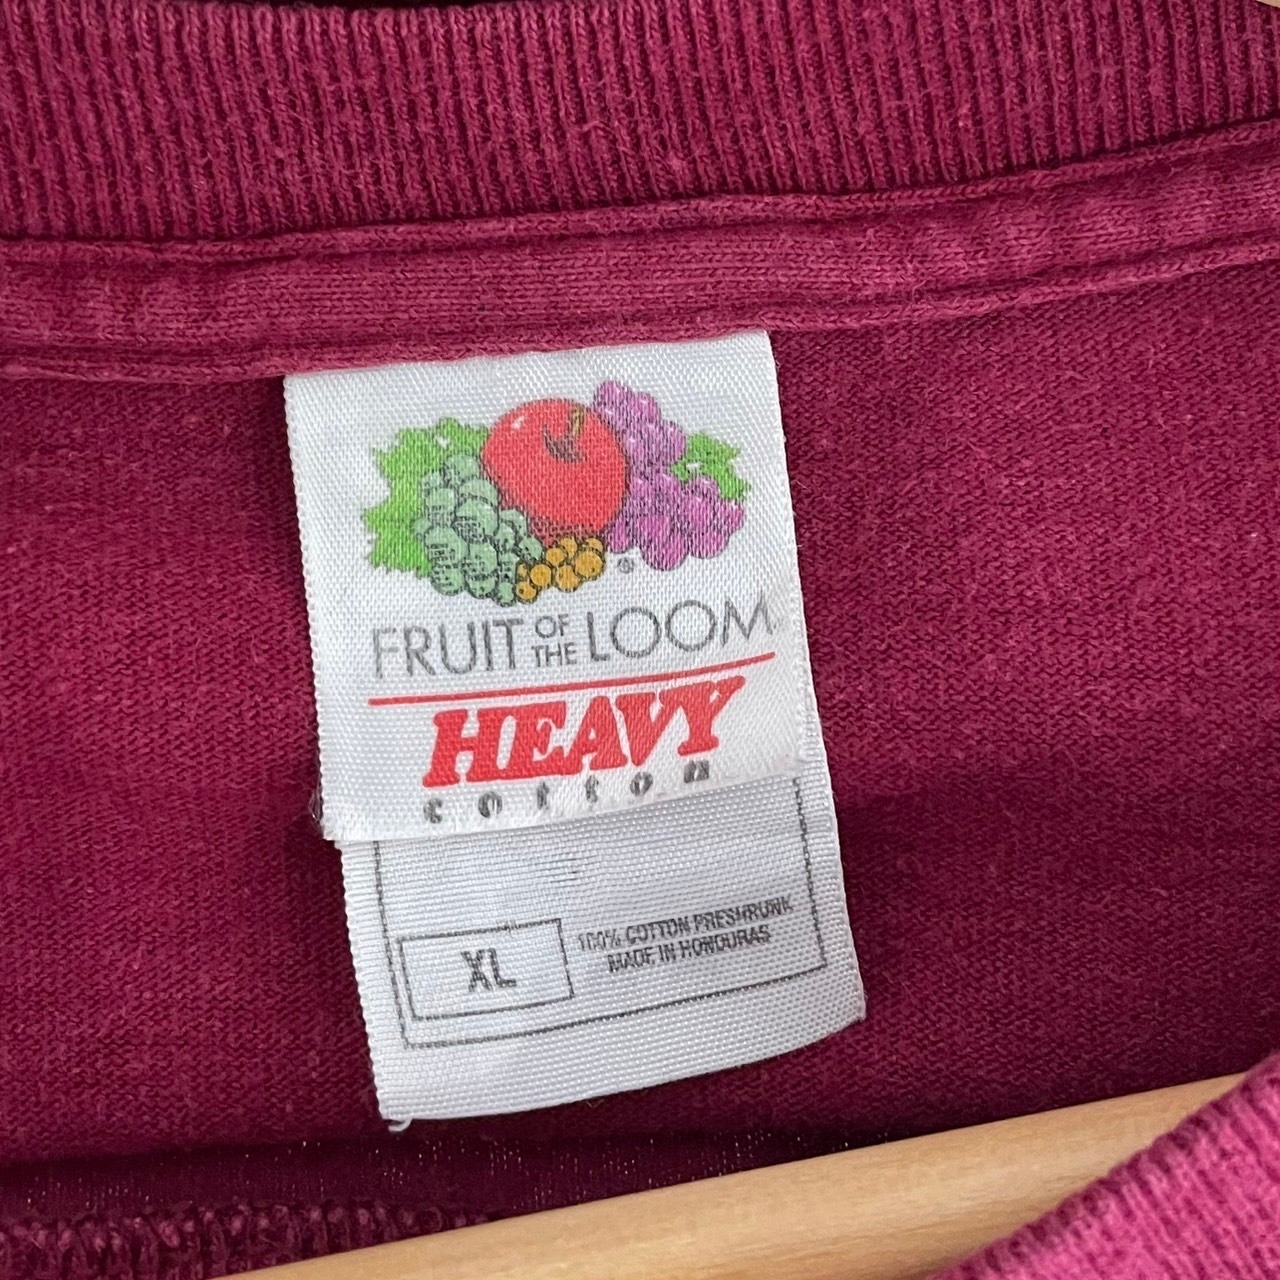 FRUIT OF THE LOOM
HEAVY
cotton
XL
100% COTTON PRESHRUNK
MADE IN HONDURAS